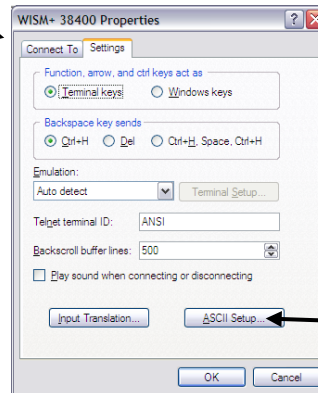 WISM+ 38400 Properties
Connect To Settings
Function, arrow, and ctrl keys act as
Terminal keys Windows keys
Backspace key sends
Ctrl+H Del Ctrl+H, Space, Ctrl+H
Emulation:
Auto detect Terminal Setup...
Telnet terminal ID: ANSI
Backscroll buffer lines: 500
Play sound when connecting or disconnecting
Input Translation... ASCII Setup...
OK Cancel